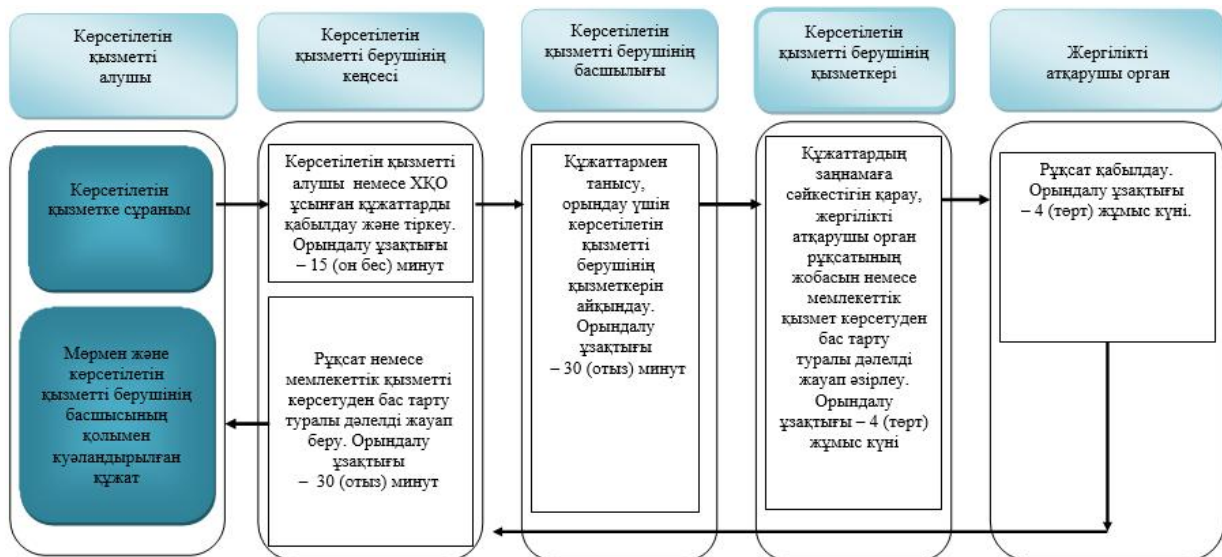 Көрсетілетін
қызметті
алушы
Көрсетілетін
қызметті берушінің
кеңсесі
Көрсетілетін
қызметті берушінің
басшылығы
Көрсетілетін
қызметті берушінің
қызметкері
Жергілікті
атқарушы орган
Көрсетілетін
қызметке сұраным
Көрсетілетін қызметті
алушы немесе ХҚО
ұсынған құжаттарды
қабылдау және тіркеу.
Орындалу ұзақтығы
– 15 (он бес) минут
Құжаттармен
танысу,
орындау үшін
көрсетілетін
қызметті
берушінің
қызметкерін
айқындау.
Орындалу
ұзақтығы
– 30 (отыз) минут
Құжаттардың
заңнамаға
сәйкестігін қарау,
жергілікті
атқарушы орган
рұқсатының
жобасын немесе
мемлекеттік
қызмет көрсетуден
бас тарту
туралы дәлелді
жауап әзірлеу.
Орындалу
ұзақтығы – 4 (төрт)
жұмыс күні
Рұқсат қабылдау.
Орындалу ұзақтығы
– 4 (төрт) жұмыс күні.
Мөрмен және
көрсетілетін
қызметті берушінің
басшысының
қолымен
куәландырылған
құжат
Рұқсат немесе
мемлекеттік қызметті
көрсетуден бас тарту
туралы дәлелді жауап
беру. Орындалу
ұзақтығы
– 30 (отыз) минут